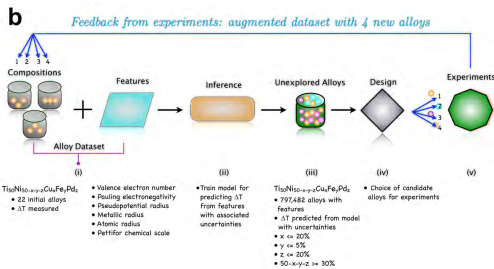 b
Feedback from experiments: augmented dataset with 4 new alloys
1 2 3 4
Compositions
Features
Inference
Unexplored Alloys
Design
Experiments
1
2
3
4
Alloy Dataset
(i)
(ii)
(iii)
(iv)
(v)
Ti₅₀Ni₅₀₋ₓ₋ᵧ₋zCuₓFeᵧPdz
• 22 initial alloys
• ΔT measured
• Valence electron number
• Pauling electronegativity
• Pseudopotential radius
• Metallic radius
• Atomic radius
• Pettifor chemical scale
• Train model for
predicting ΔT
from features
with associated
uncertainties
Ti₅₀Ni₅₀₋ₓ₋ᵧ₋zCuₓFeᵧPdz
• 797,482 alloys with
features
• ΔT predicted from model
with uncertainties
• x <= 20%
• y <= 5%
• z <= 20%
• 50-x-y-z >= 30%
• Choice of candidate
alloys for experiments